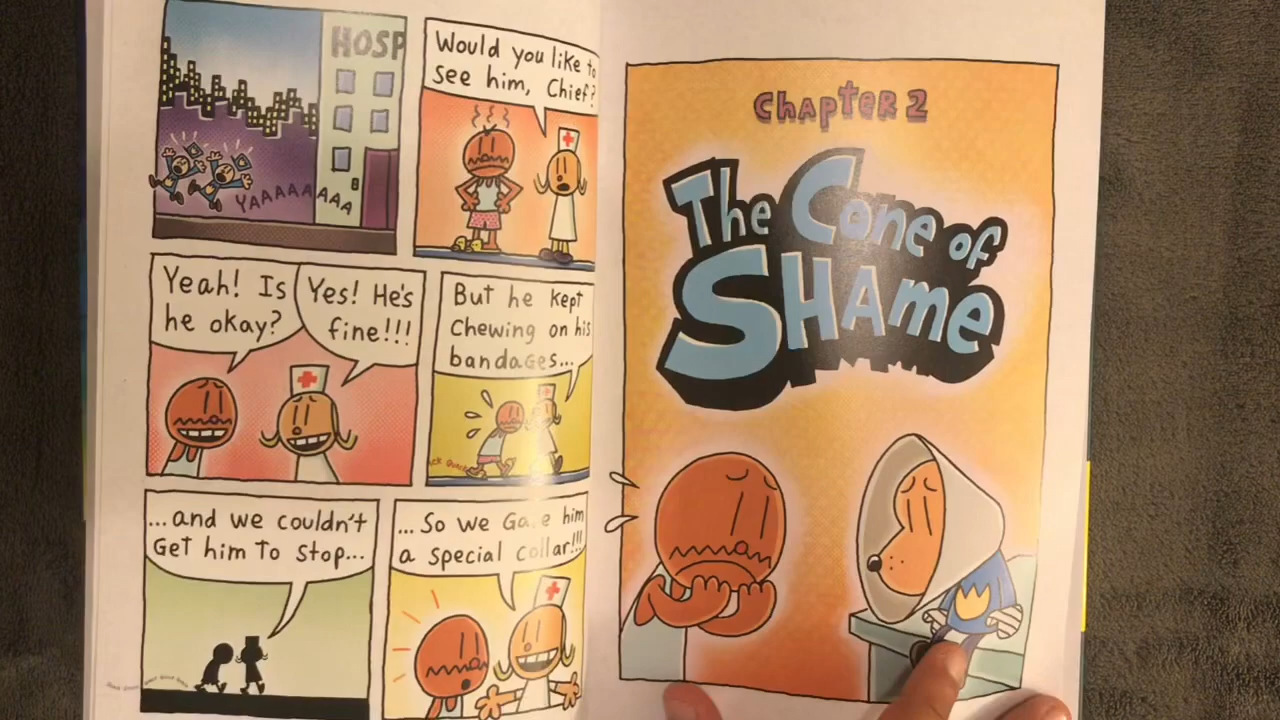 HOSP
YAAAAAAAA
Would you like to
see him, Chief?
Yeah! Is
he okay?
Yes! He's
fine!!!
But he kept
Chewing on his
bandages...
...and we couldn't
Get him To stop...
...So we Gave him
a special collar!!!
Chapter 2
The Cone of
SHAme